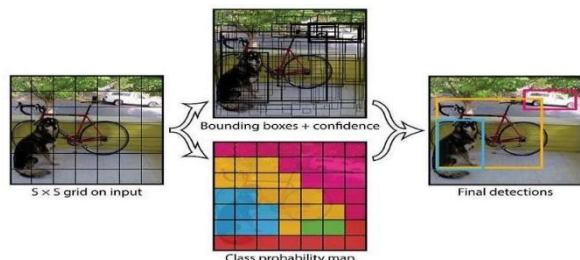 S × S grid on input
Bounding boxes + confidence
Class probability map
Final detections